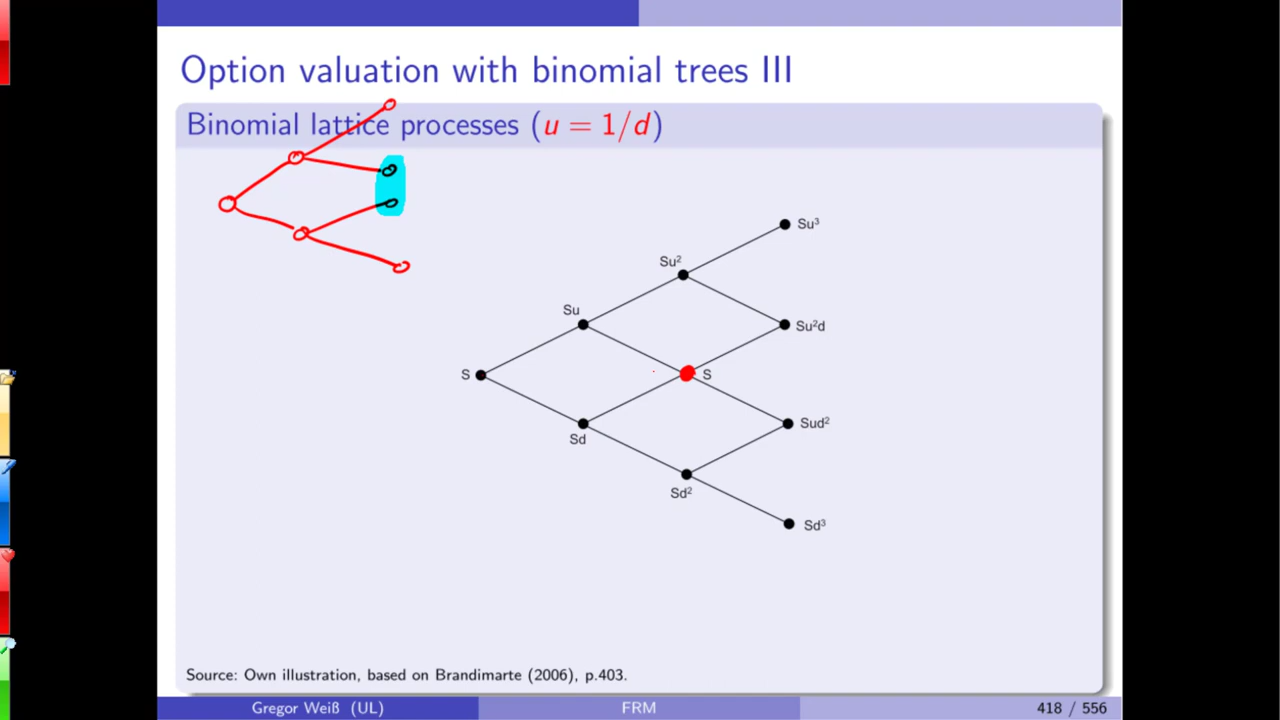 Option valuation with binomial trees III
Binomial lattice processes (u = 1/d)
Su³
Su²
Su
Su²d
S
S
Sd
Sud²
Sd²
Sd³
Source: Own illustration, based on Brandimarte (2006), p.403.
Gregor Weiß (UL) FRM 418 / 556